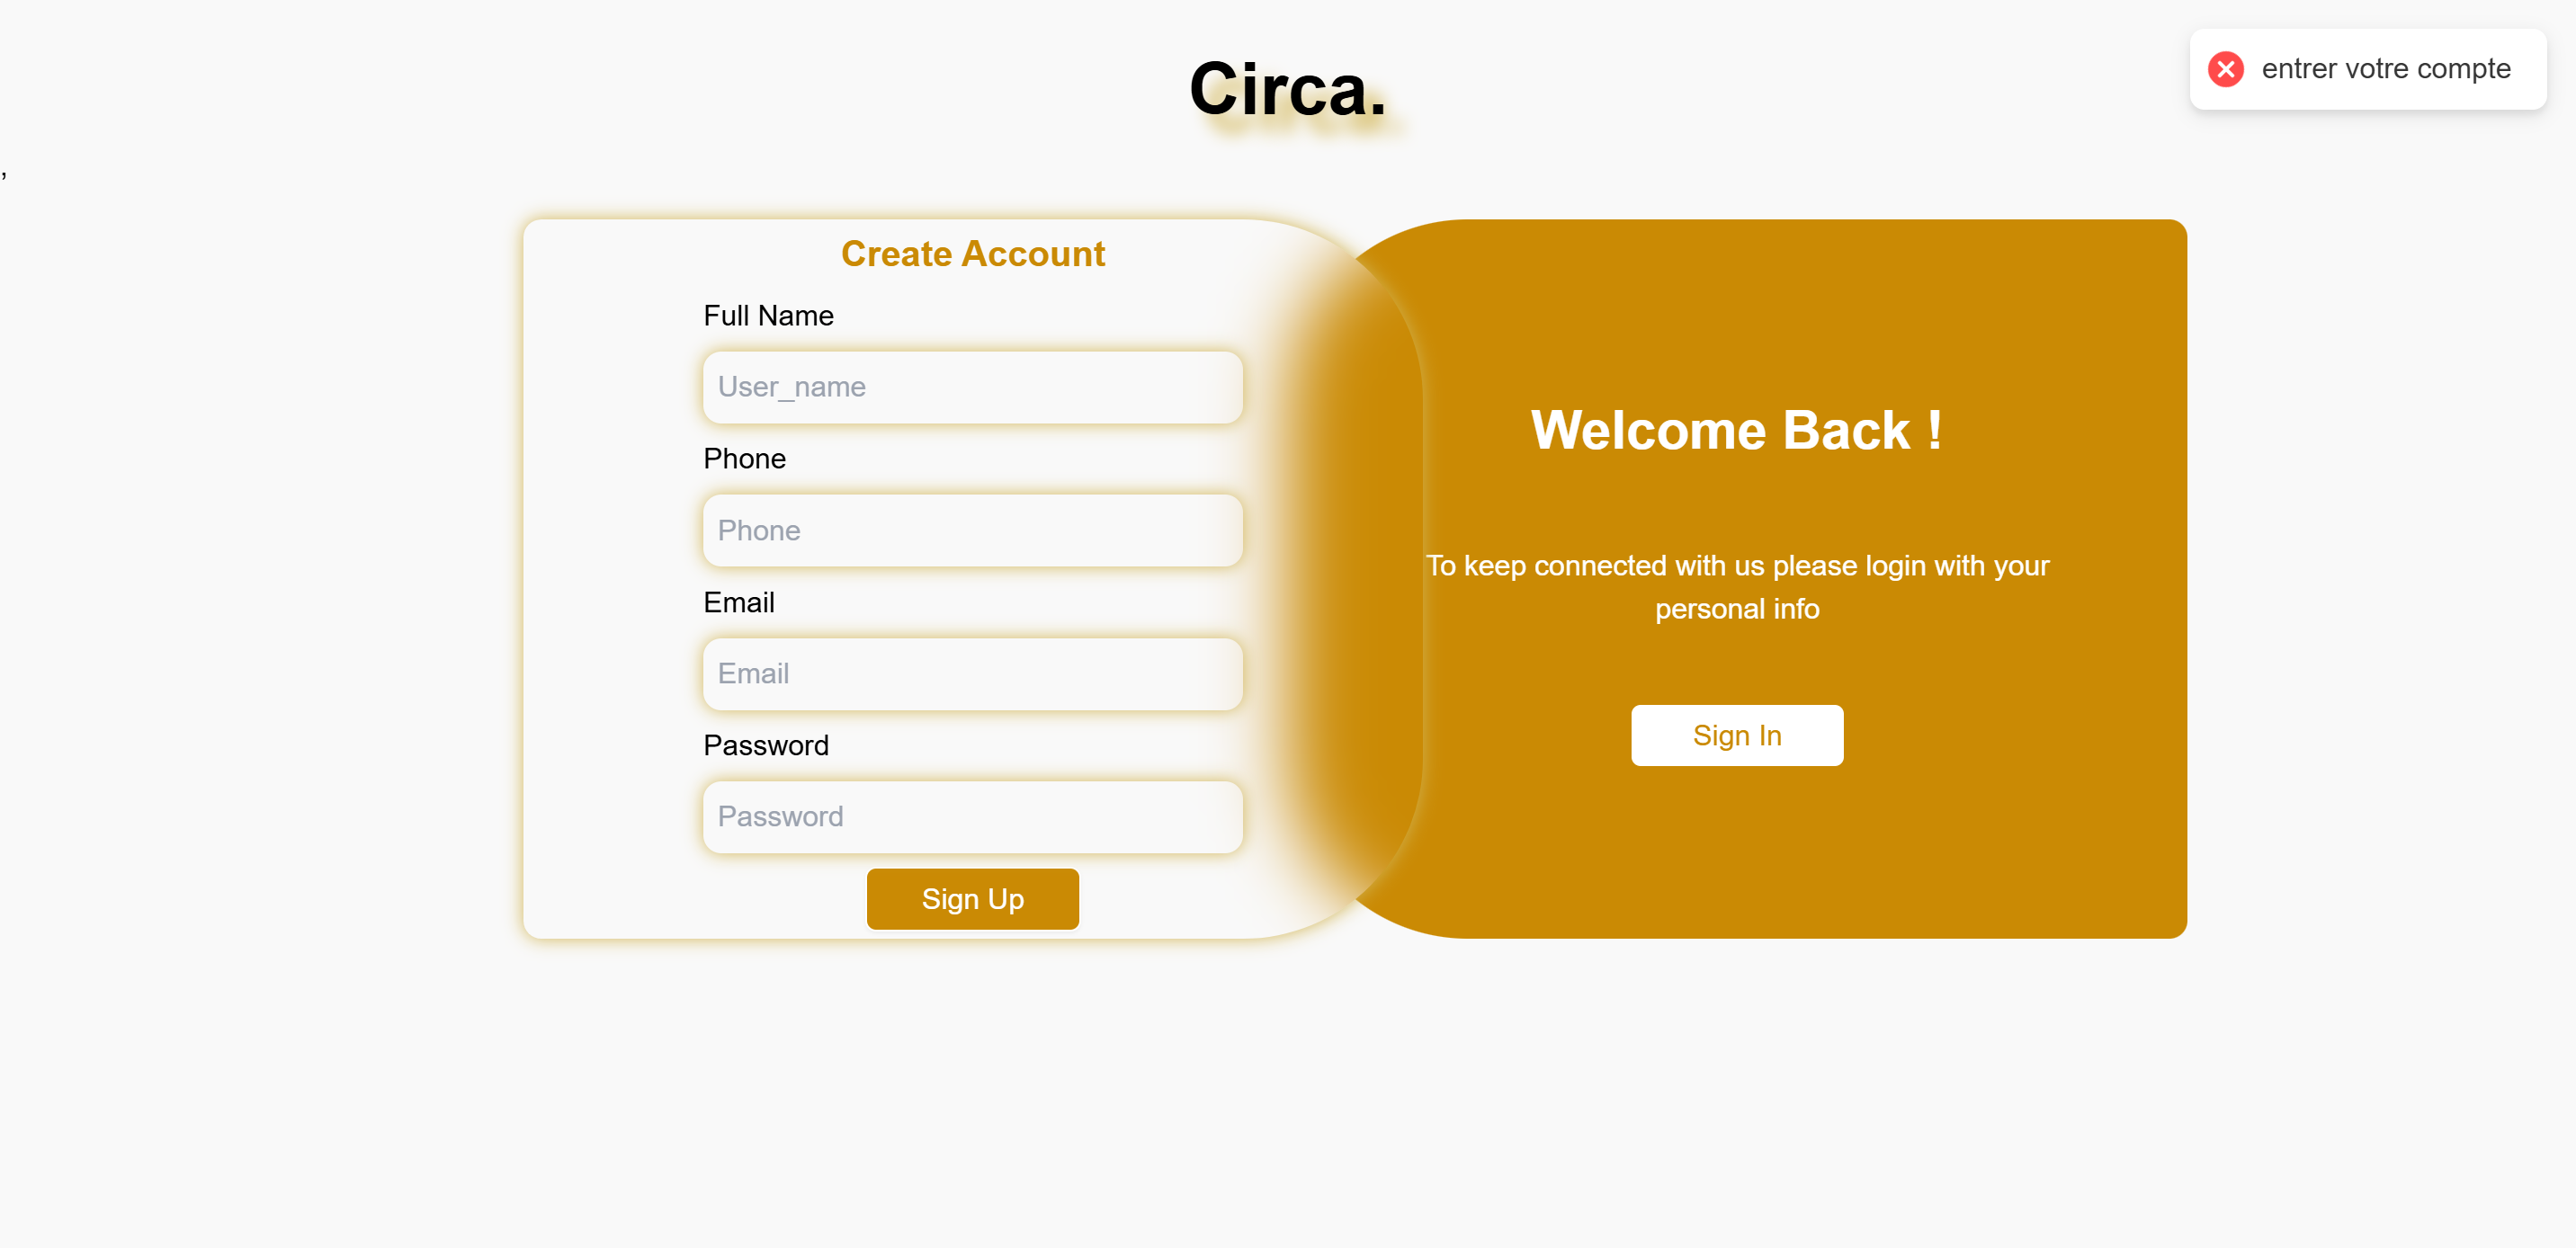 Circa.
entrer votre compte
,
Create Account
Full Name
User_name
Phone
Phone
Email
Email
Password
Password
Sign Up
Welcome Back !
To keep connected with us please login with your
personal info
Sign In